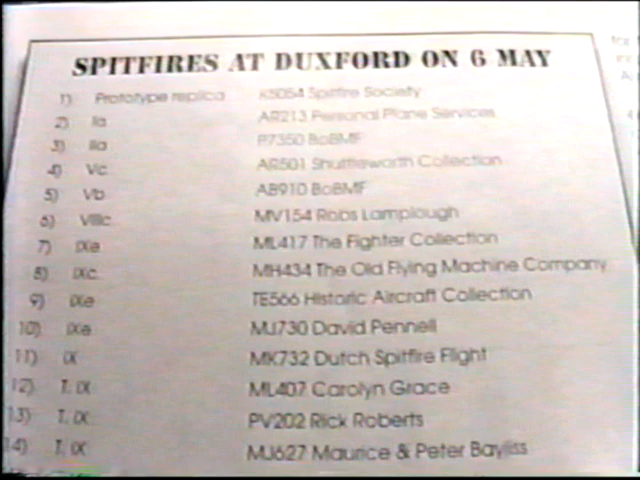 SPITFIRES AT DUXFORD ON 6 MAY
1) Prototype replica K5054 Spitfire Society
2) Ia AR213 Personal Plane Services
3) IIa P7350 BoBMF
4) Vc AR501 Shuttleworth Collection
5) Vb AB910 BoBMF
6) VIIIc MV154 Robs Lamplough
7) IXe ML417 The Fighter Collection
8) IXc MH434 The Old Flying Machine Company
9) IXe TE566 Historic Aircraft Collection
10) IXe MJ730 David Pennell
11) IX MK732 Dutch Spitfire Flight
12) T. IX ML407 Carolyn Grace
13) T. IX PV202 Rick Roberts
14) T. IX MJ627 Maurice & Peter Bayliss